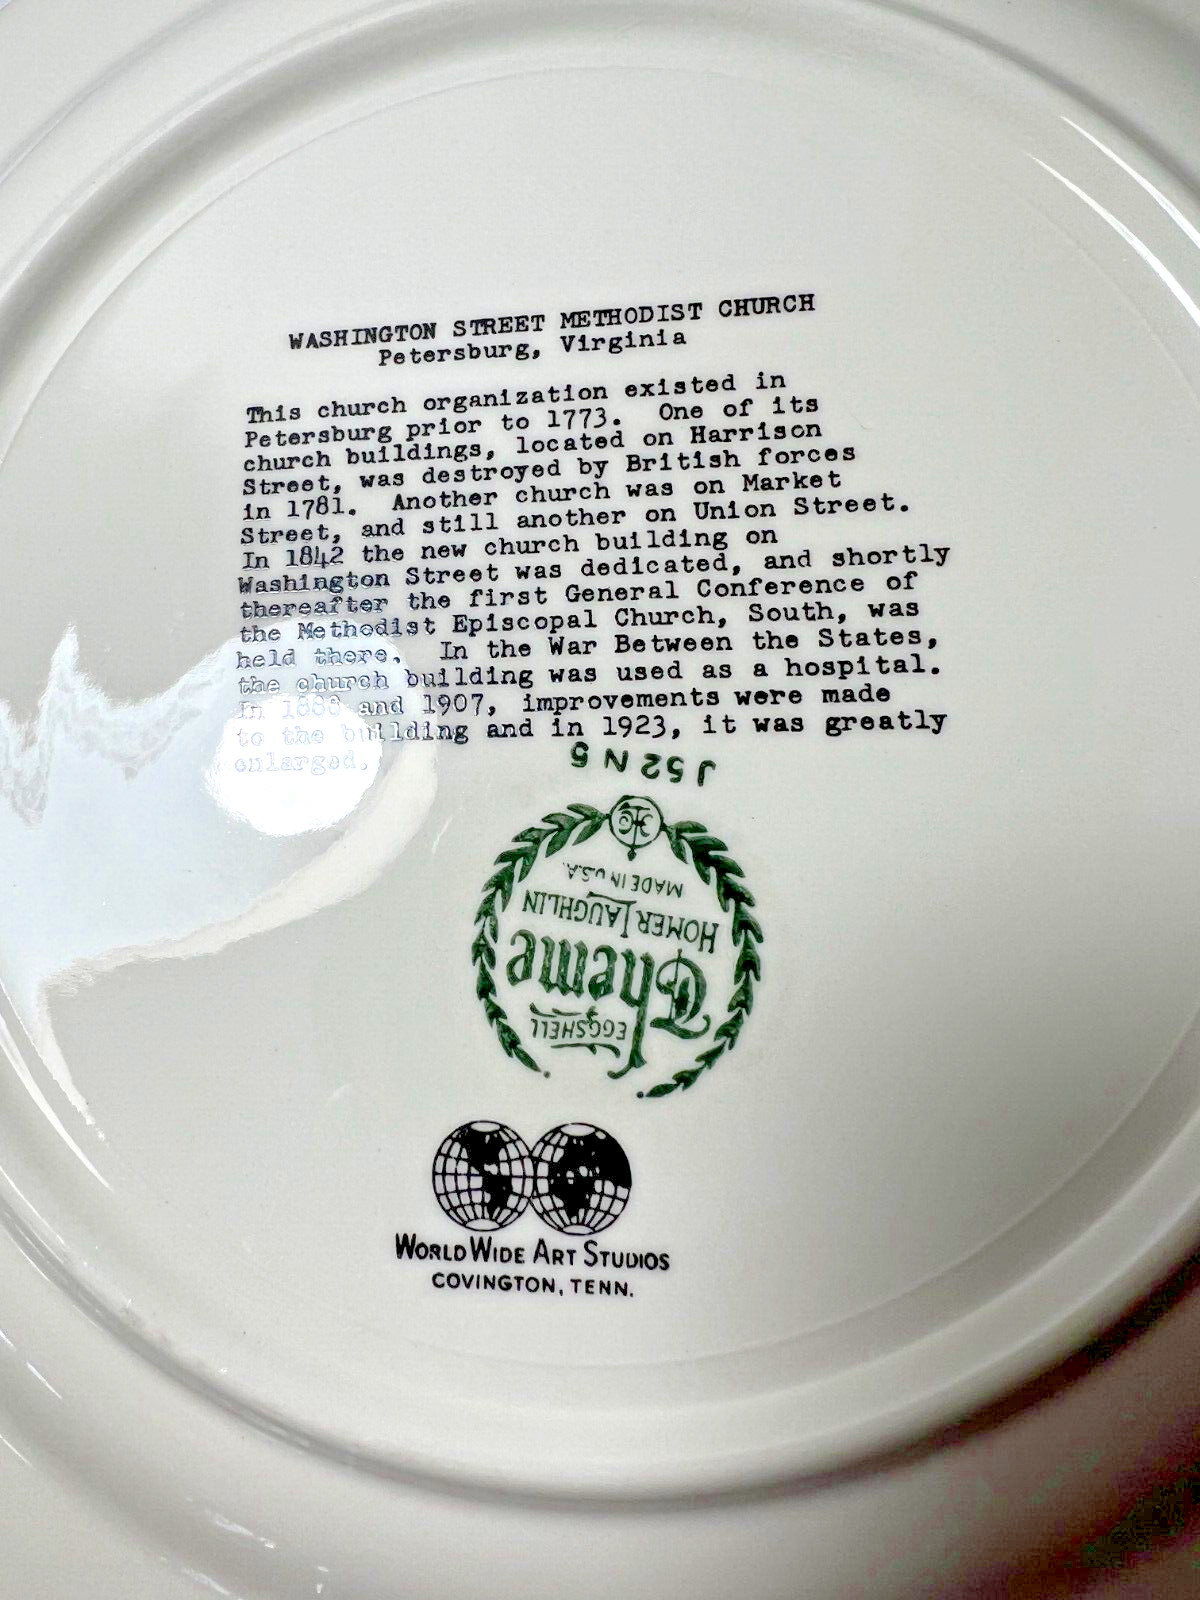 WASHINGTON STREET METHODIST CHURCH
Petersburg, Virginia
This church organization existed in
Petersburg prior to 1773. One of its
church buildings, located on Harrison
Street, was destroyed by British forces
in 1781. Another church was on Market
Street, and still another on Union Street.
In 1842 the new church building on
Washington Street was dedicated, and shortly
thereafter the first General Conference of
the Methodist Episcopal Church, South, was
held there. In the War Between the States,
the church building was used as a hospital.
In 1888 and 1907, improvements were made
to the building and in 1923, it was greatly
enlarged.
J 52 N 5
EGGSHELL
Theme
HOMER LAUGHLIN
MADE IN U.S.A.
WORLD WIDE ART STUDIOS
COVINGTON, TENN.